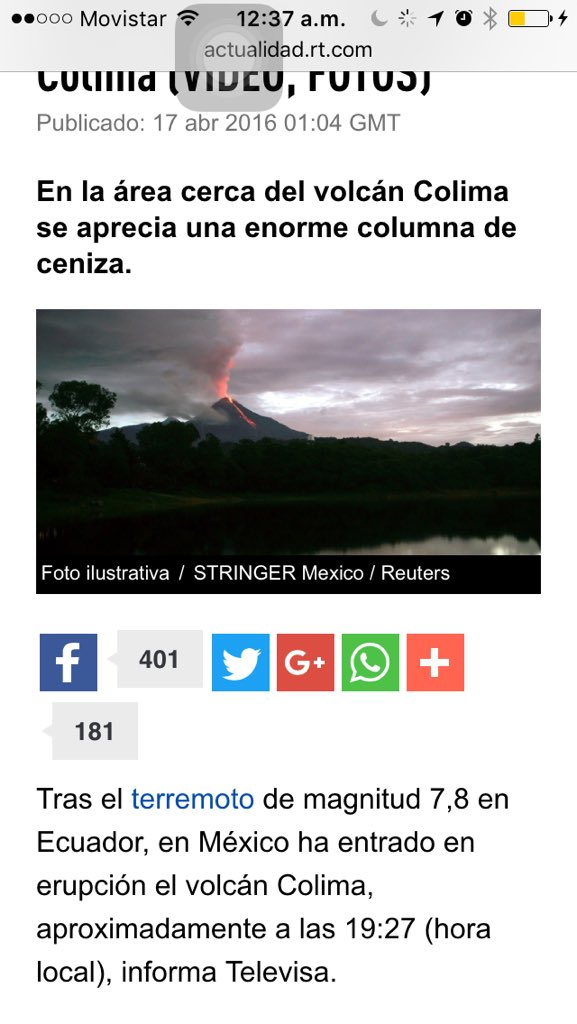 Movistar 12:37 a.m.
actualidad.rt.com
Colima (VIDEO, FOTOS)
Publicado: 17 abr 2016 01:04 GMT
En la área cerca del volcán Colima
se aprecia una enorme columna de
ceniza.
Foto ilustrativa / STRINGER Mexico / Reuters
f 401 G+ +
181
Tras el terremoto de magnitud 7,8 en
Ecuador, en México ha entrado en
erupción el volcán Colima,
aproximadamente a las 19:27 (hora
local), informa Televisa.